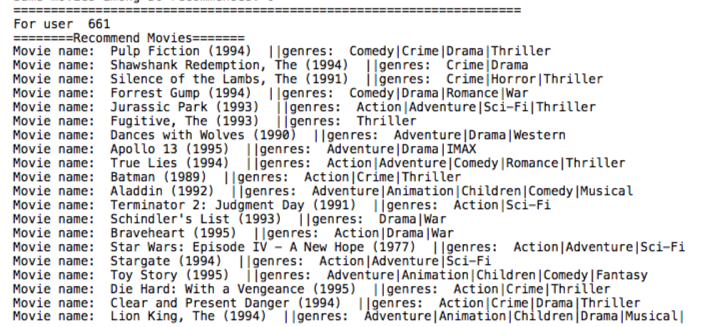 ======================================================================
For user  661
========Recommend Movies=======
Movie name:  Pulp Fiction (1994)  ||genres:  Comedy|Crime|Drama|Thriller
Movie name:  Shawshank Redemption, The (1994)  ||genres:  Crime|Drama
Movie name:  Silence of the Lambs, The (1991)  ||genres:  Crime|Horror|Thriller
Movie name:  Forrest Gump (1994)  ||genres:  Comedy|Drama|Romance|War
Movie name:  Jurassic Park (1993)  ||genres:  Action|Adventure|Sci-Fi|Thriller
Movie name:  Fugitive, The (1993)  ||genres:  Thriller
Movie name:  Dances with Wolves (1990)  ||genres:  Adventure|Drama|Western
Movie name:  Apollo 13 (1995)  ||genres:  Adventure|Drama|IMAX
Movie name:  True Lies (1994)  ||genres:  Action|Adventure|Comedy|Romance|Thriller
Movie name:  Batman (1989)  ||genres:  Action|Crime|Thriller
Movie name:  Aladdin (1992)  ||genres:  Adventure|Animation|Children|Comedy|Musical
Movie name:  Terminator 2: Judgment Day (1991)  ||genres:  Action|Sci-Fi
Movie name:  Schindler's List (1993)  ||genres:  Drama|War
Movie name:  Braveheart (1995)  ||genres:  Action|Drama|War
Movie name:  Star Wars: Episode IV - A New Hope (1977)  ||genres:  Action|Adventure|Sci-Fi
Movie name:  Stargate (1994)  ||genres:  Action|Adventure|Sci-Fi
Movie name:  Toy Story (1995)  ||genres:  Adventure|Animation|Children|Comedy|Fantasy
Movie name:  Die Hard: With a Vengeance (1995)  ||genres:  Action|Crime|Thriller
Movie name:  Clear and Present Danger (1994)  ||genres:  Action|Crime|Drama|Thriller
Movie name:  Lion King, The (1994)  ||genres:  Adventure|Animation|Children|Drama|Musical|